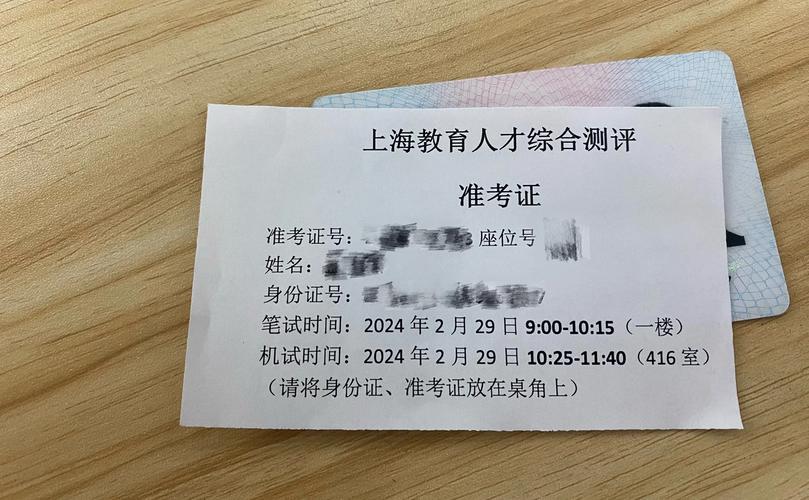 上海教育人才综合测评
准考证
准考证号： 座位号
姓名：
身份证号：
笔试时间：2024 年 2 月 29 日 9:00-10:15（一楼）
机试时间：2024 年 2 月 29 日 10:25-11:40（416 室）
（请将身份证、准考证放在桌角上）